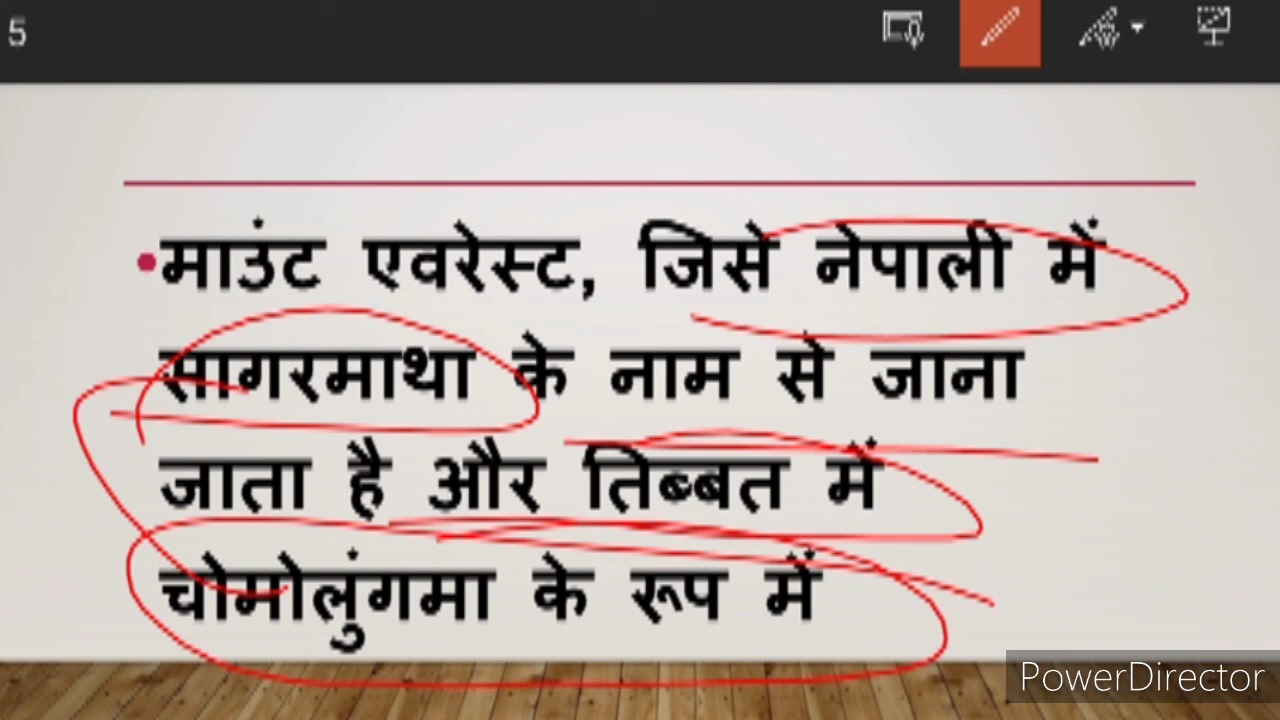 5
माउंट एवरेस्ट, जिसे नेपाली में
सागरमाथा के नाम से जाना
जाता है और तिब्बत में
चोमोलुंगमा के रूप में
PowerDirector